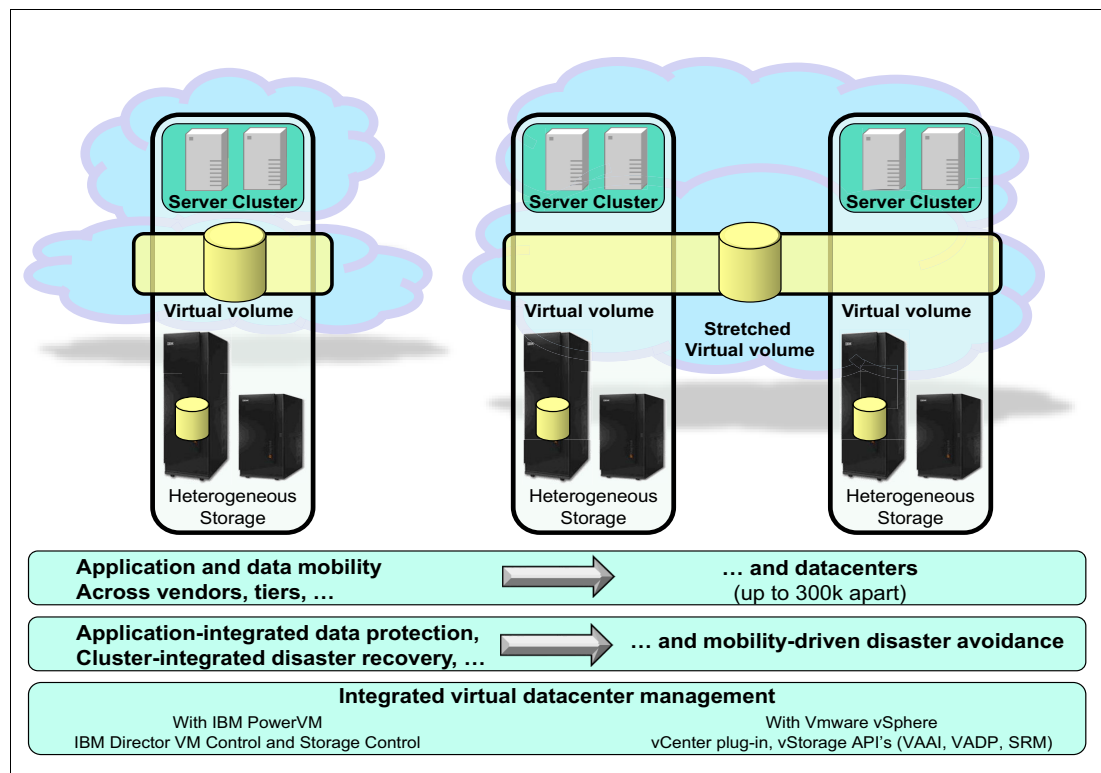 Server Cluster
Server Cluster
Server Cluster
Virtual volume
Virtual volume
Virtual volume
Stretched
Virtual volume
Heterogeneous
Storage
Heterogeneous
Storage
Heterogeneous
Storage
Application and data mobility
Across vendors, tiers, …
… and datacenters
(up to 300k apart)
Application-integrated data protection,
Cluster-integrated disaster recovery, …
… and mobility-driven disaster avoidance
Integrated virtual datacenter management
With IBM PowerVM
IBM Director VM Control and Storage Control
With Vmware vSphere
vCenter plug-in, vStorage API's (VAAI, VADP, SRM)